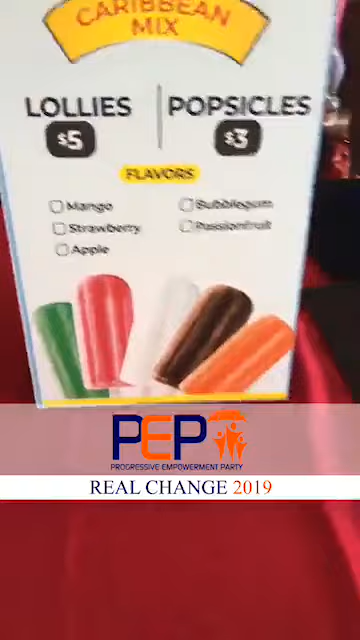 CARIBBEAN
MIX
LOLLIES
$5
POPSICLES
$3
FLAVORS
Mango
Strawberry
Apple
Bubblegum
Passionfruit
PEP
PROGRESSIVE EMPOWERMENT PARTY
REAL CHANGE 2019